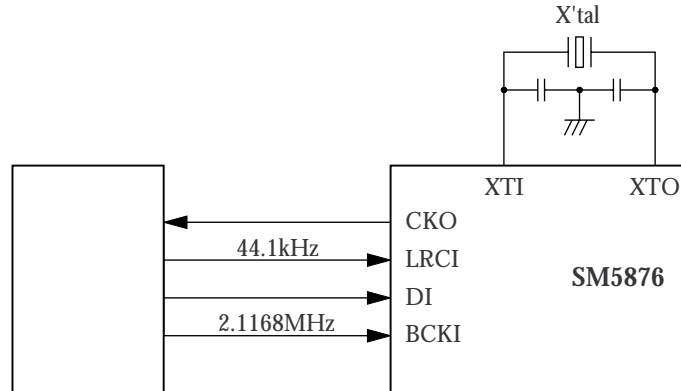 X'tal
XTI
XTO
CKO
44.1kHz
LRCI
DI
SM5876
2.1168MHz
BCKI